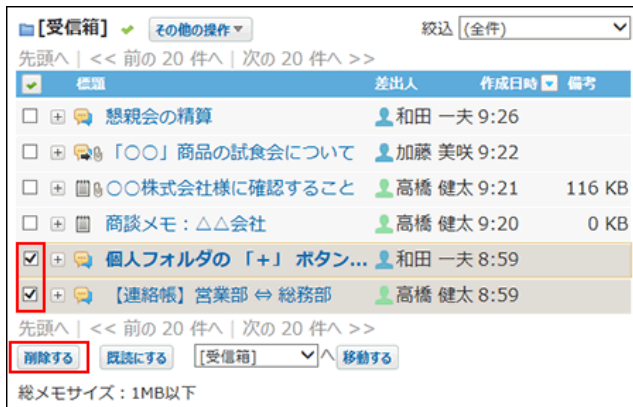 [受信箱] その他の操作 絞込 (全件)
先頭へ | << 前の 20 件へ | 次の 20 件へ >>
標題 差出人 作成日時 備考
懇親会の精算 和田 一夫 9:26
「○○」商品の試食会について 加藤 美咲 9:22
○○株式会社様に確認すること 高橋 健太 9:21 116 KB
商談メモ：△△会社 高橋 健太 9:20 0 KB
個人フォルダの 「+」 ボタン... 和田 一夫 8:59
【連絡帳】営業部 ⇔ 総務部 高橋 健太 8:59
先頭へ | << 前の 20 件へ | 次の 20 件へ >>
削除する 既読にする [受信箱] へ 移動する
総メモサイズ：1MB以下